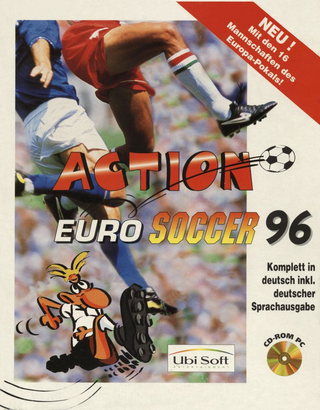 NEU!
Mit den 16
Mannschaften des
Europa-Pokals!
ACTION
EURO SOCCER 96
Komplett in
deutsch inkl.
deutscher
Sprachausgabe
CD-ROM PC
Ubi Soft
ENTERTAINMENT